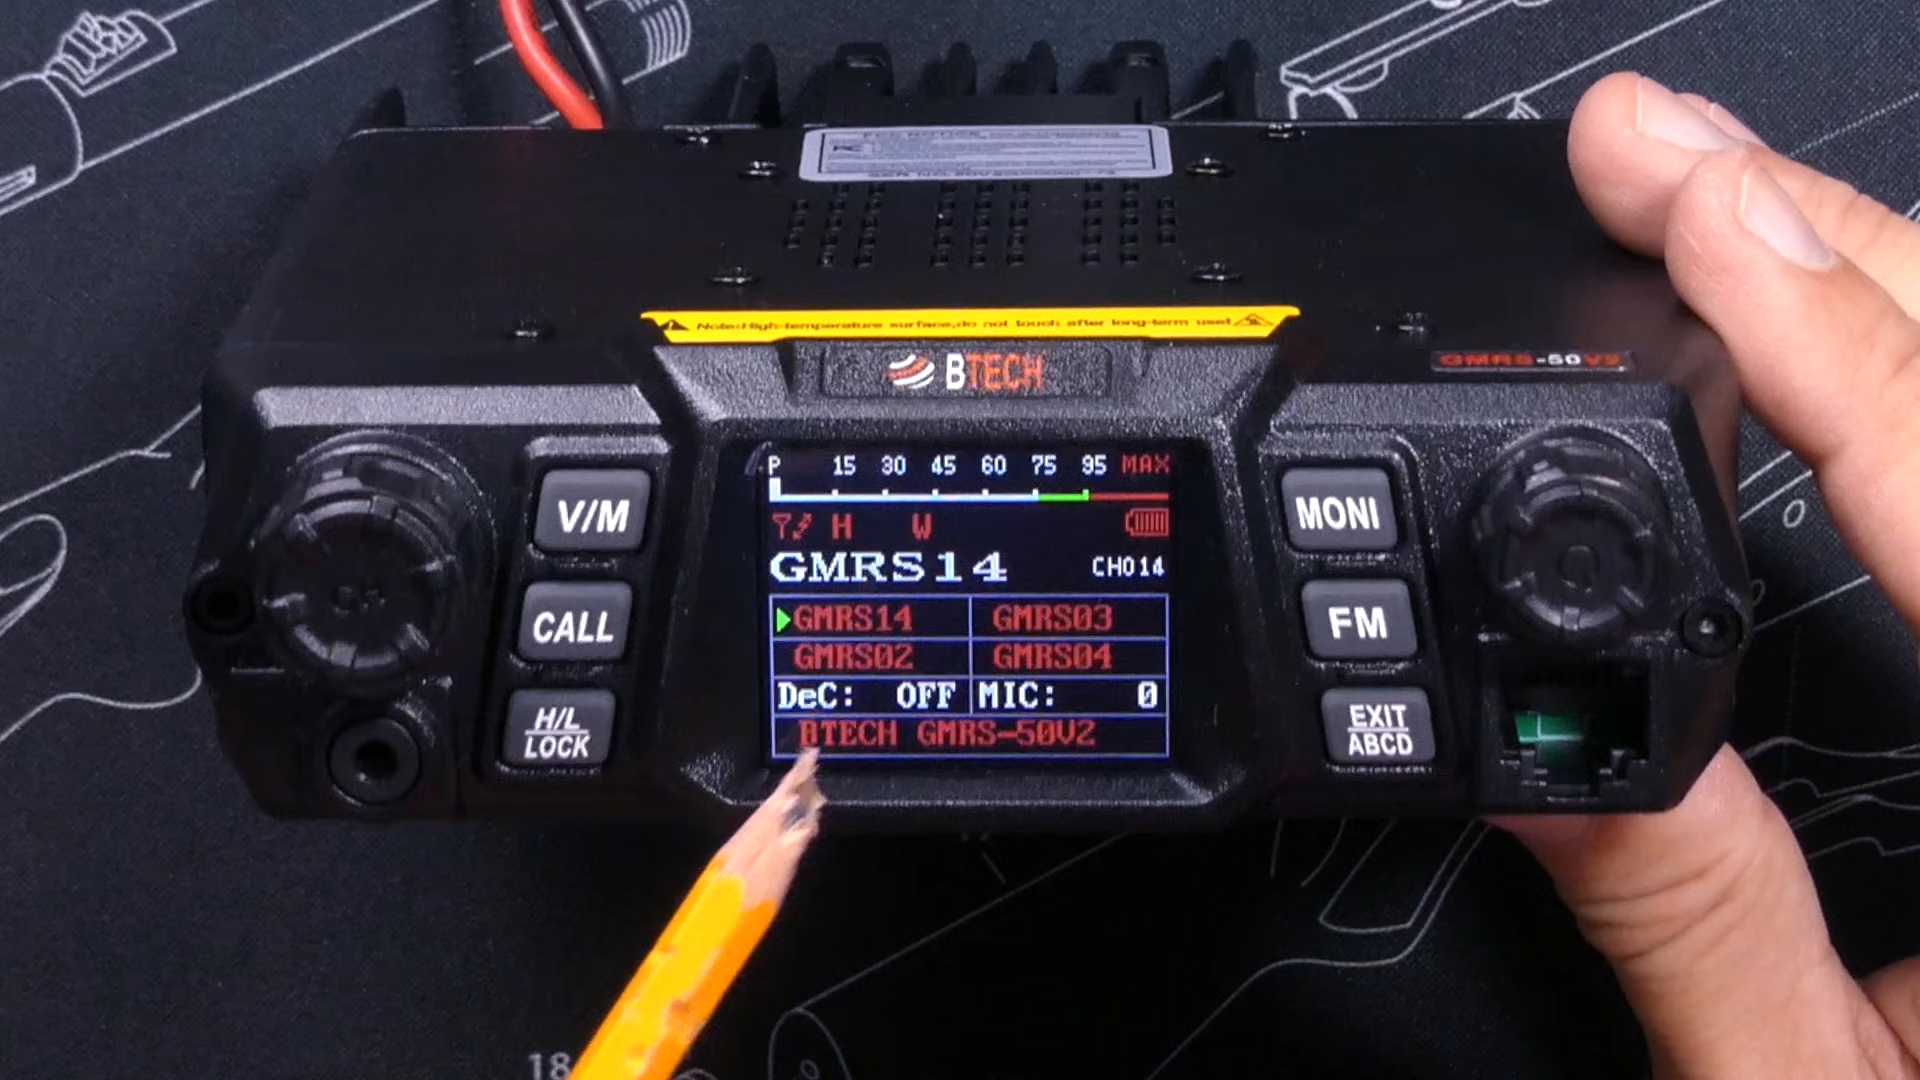 FCC NOTICE
Note:High-temperature surface,do not touch after long-term use!
BTECH
GMRS-50V2
P 15 30 45 60 75 95 MAX
H W
GMRS14 CH014
GMRS14 GMRS03
GMRS02 GMRS04
DeC: OFF MIC: 0
BTECH GMRS-50V2
V/M
CALL
H/L
LOCK
MONI
FM
EXIT
ABCD
18